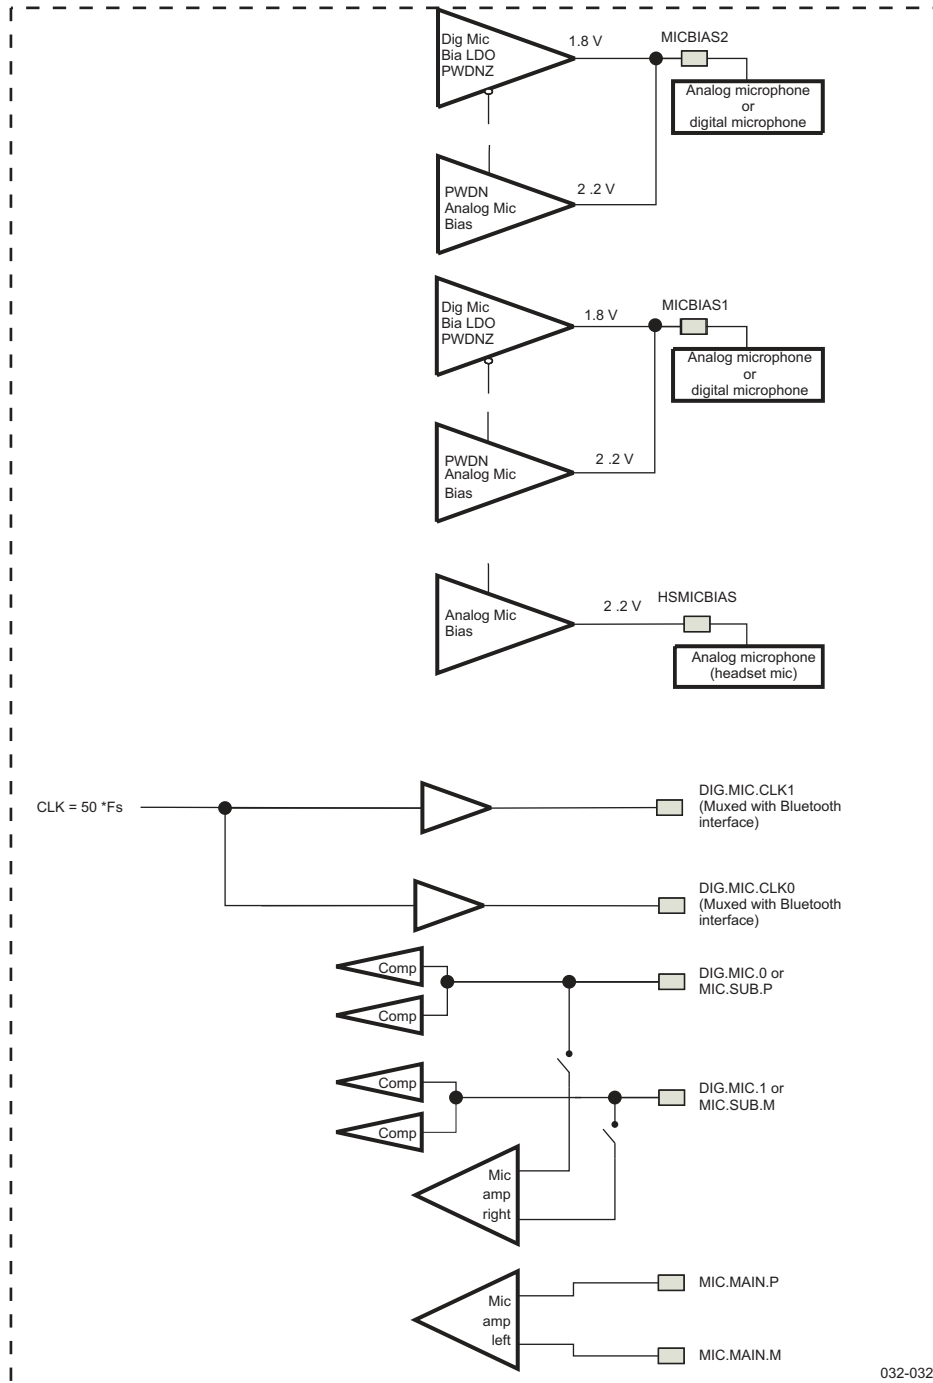 Dig Mic
Bia LDO
PWDNZ
1.8 V
MICBIAS2
Analog microphone
or
digital microphone
PWDN
Analog Mic
Bias
2 .2 V
Dig Mic
Bia LDO
PWDNZ
1.8 V
MICBIAS1
Analog microphone
or
digital microphone
PWDN
Analog Mic
Bias
2 .2 V
Analog Mic
Bias
2 .2 V
HSMICBIAS
Analog microphone
(headset mic)
CLK = 50 *Fs
DIG.MIC.CLK1
(Muxed with Bluetooth
interface)
DIG.MIC.CLK0
(Muxed with Bluetooth
interface)
Comp
Comp
DIG.MIC.0 or
MIC.SUB.P
Comp
Comp
DIG.MIC.1 or
MIC.SUB.M
Mic
amp
right
Mic
amp
left
MIC.MAIN.P
MIC.MAIN.M
032-032